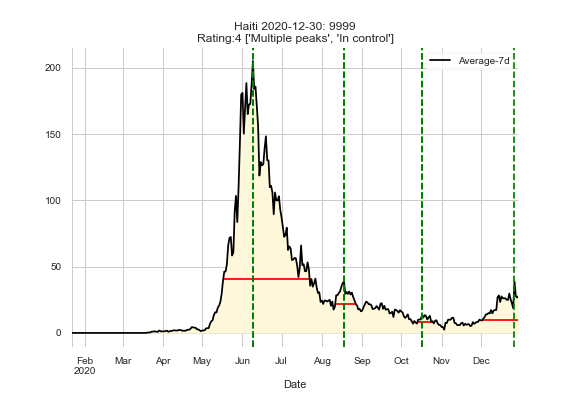 Haiti 2020-12-30: 9999
Rating:4 ['Multiple peaks', 'In control']
Average-7d
200
150
100
50
0
Feb Mar Apr May Jun Jul Aug Sep Oct Nov Dec
2020
Date